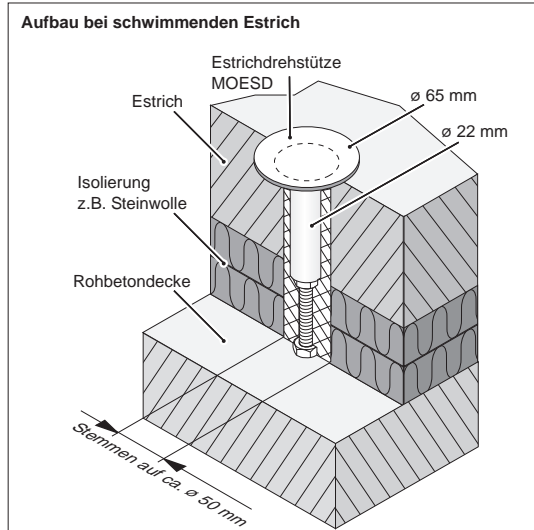 Aufbau bei schwimmenden Estrich
Estrichdrehstütze
MOESD
ø 65 mm
Estrich
ø 22 mm
Isolierung
z.B. Steinwolle
Rohbetondecke
Stemmen auf ca. ø 50 mm